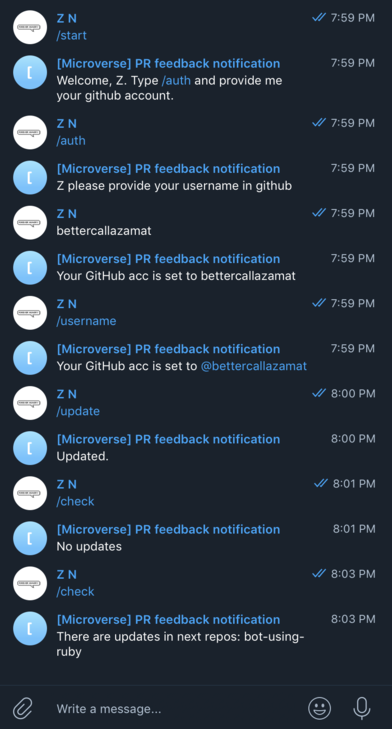 Z N 7:59 PM
/start
[Microverse] PR feedback notification 7:59 PM
Welcome, Z. Type /auth and provide me
your github account.
Z N 7:59 PM
/auth
[Microverse] PR feedback notification 7:59 PM
Z please provide your username in github
Z N 7:59 PM
bettercallazamat
[Microverse] PR feedback notification 7:59 PM
Your GitHub acc is set to bettercallazamat
Z N 7:59 PM
/username
[Microverse] PR feedback notification 7:59 PM
Your GitHub acc is set to @bettercallazamat
Z N 8:00 PM
/update
[Microverse] PR feedback notification 8:00 PM
Updated.
Z N 8:01 PM
/check
[Microverse] PR feedback notification 8:01 PM
No updates
Z N 8:03 PM
/check
[Microverse] PR feedback notification 8:03 PM
There are updates in next repos: bot-using-
ruby
Write a message...